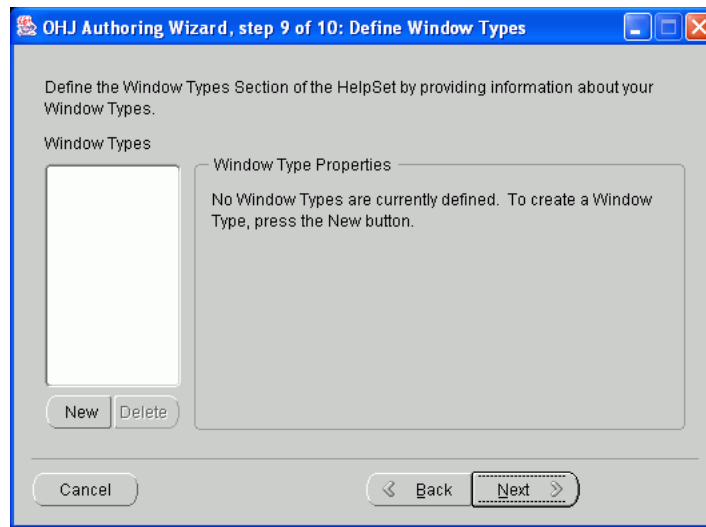 OHJ Authoring Wizard, step 9 of 10: Define Window Types
Define the Window Types Section of the HelpSet by providing information about your
Window Types.
Window Types
Window Type Properties
No Window Types are currently defined. To create a Window
Type, press the New button.
New Delete
Cancel Back Next